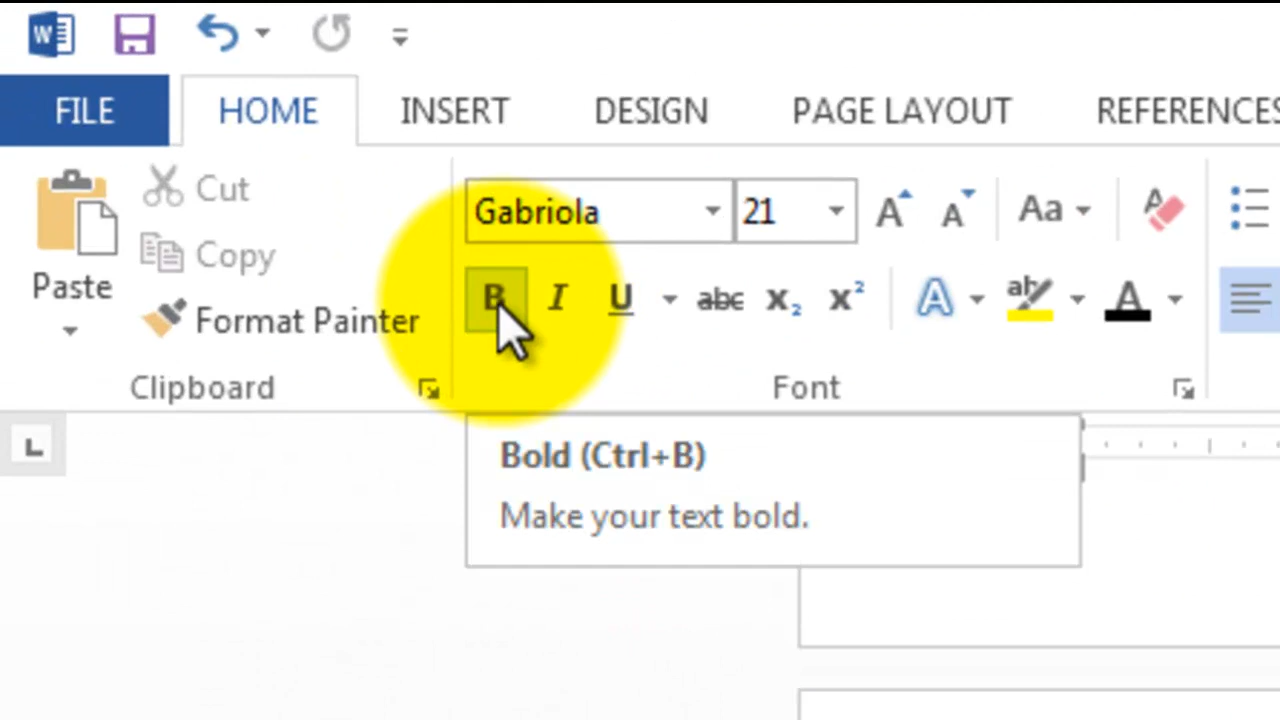 FILE HOME INSERT DESIGN PAGE LAYOUT REFERENCES
Cut
Copy
Paste
Format Painter
Clipboard
Gabriola 21 Aa
B I U abc x₂ x² A ab A
Font
Bold (Ctrl+B)
Make your text bold.